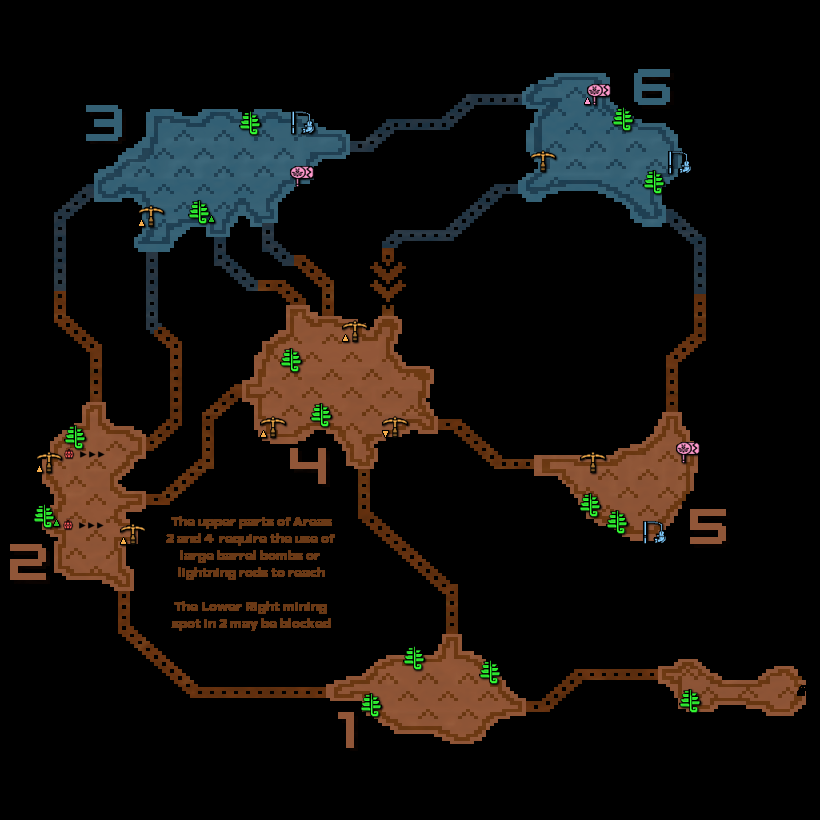 3
6
4
The upper parts of Areas
2 and 4 require the use of
large barrel bombs or
lightning rods to reach
5
2
The Lower Right mining
spot in 2 may be blocked
1